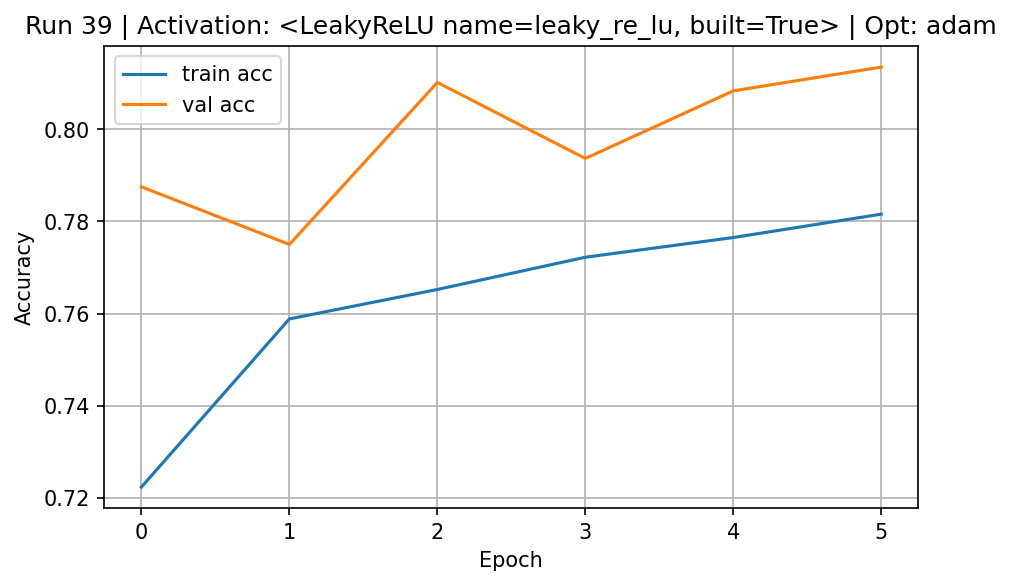 Run 39 | Activation: <LeakyReLU name=leaky_re_lu, built=True> | Opt: adam
train acc
val acc
0.80
0.78
0.76
0.74
0.72
Accuracy
0 1 2 3 4 5
Epoch